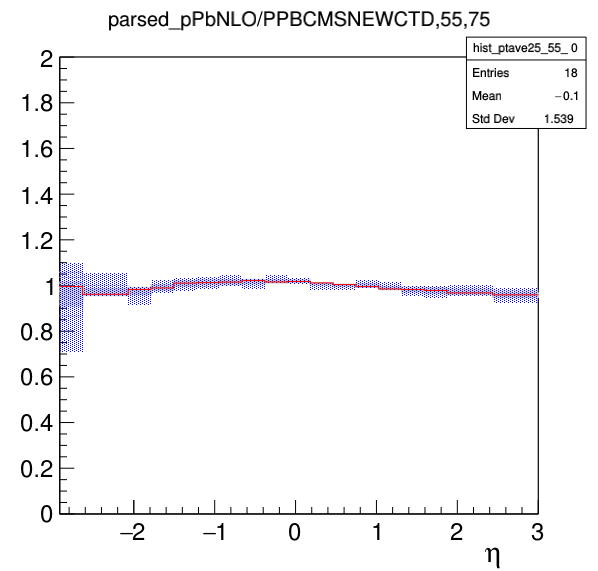 parsed_pPbNLO/PPBCMSNEWCTD,55,75
hist_ptave25_55_ 0
Entries 18
Mean −0.1
Std Dev 1.539
2
1.8
1.6
1.4
1.2
1
0.8
0.6
0.4
0.2
0
−2 −1 0 1 2 3
η